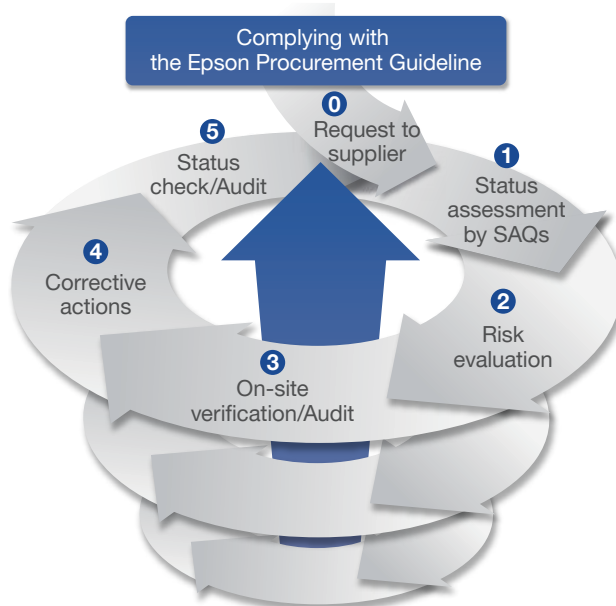 Complying with
the Epson Procurement Guideline
0
Request to
supplier
1
Status
assessment
by SAQs
2
Risk
evaluation
3
On-site
verification/Audit
4
Corrective
actions
5
Status
check/Audit